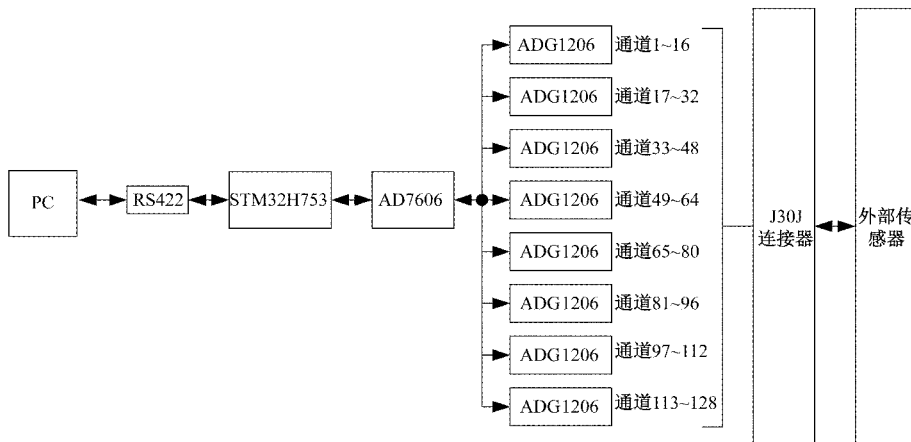 PC
RS422
STM32H753
AD7606
ADG1206
通道1~16
ADG1206
通道17~32
ADG1206
通道33~48
ADG1206
通道49~64
ADG1206
通道65~80
ADG1206
通道81~96
ADG1206
通道97~112
ADG1206
通道113~128
J30J
连接器
外部传
感器